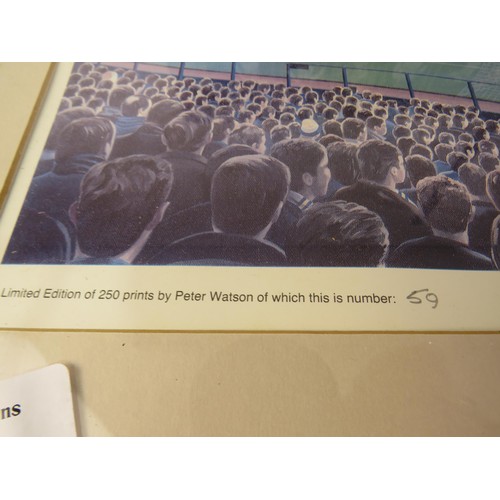 Limited Edition of 250 prints by Peter Watson of which this is number: 59
ns